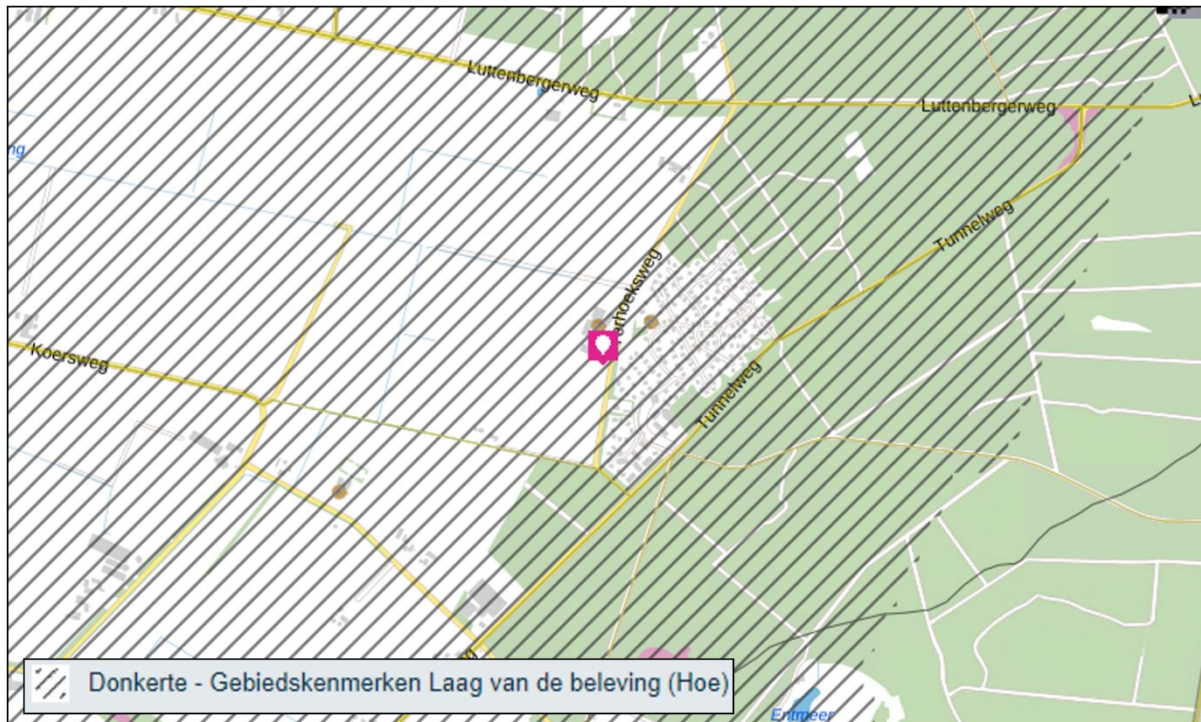 Luttenbergerweg
Luttenbergerweg
Tunnelweg
Koersweg
Tunnelweg
Donkerte - Gebiedskenmerken Laag van de beleving (Hoe)
Entmeer